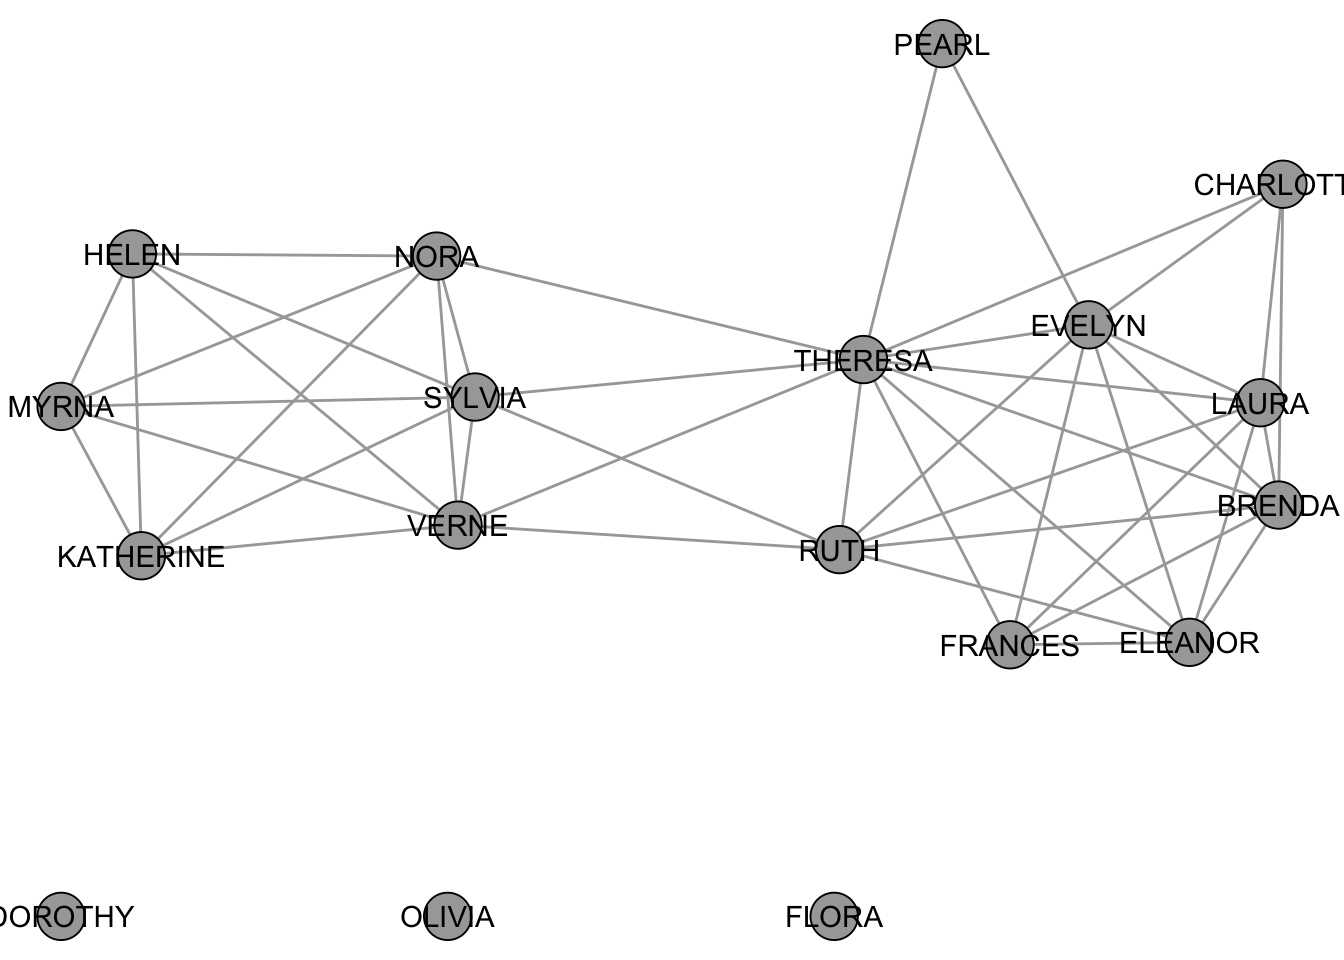 PEARL
CHARLOTT
HELEN
NORA
EVELYN
THERESA
MYRNA
SYLVIA
LAURA
BRENDA
VERNE
KATHERINE
RUTH
FRANCES
ELEANOR
DOROTHY
OLIVIA
FLORA